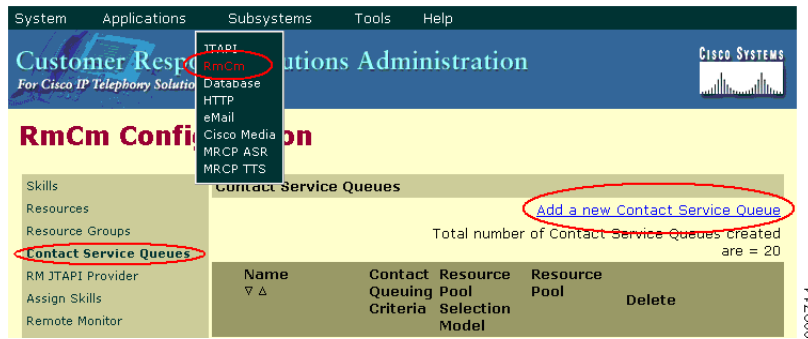 System Applications Subsystems Tools Help
JTAPI
RmCm
Database
HTTP
eMail
Cisco Media
MRCP ASR
MRCP TTS
Customer Resp utions Administration
For Cisco IP Telephony Solutio
CISCO SYSTEMS
RmCm Config on
Skills
Resources
Resource Groups
Contact Service Queues
RM JTAPI Provider
Assign Skills
Remote Monitor
Contact Service Queues
Add a new Contact Service Queue
Total number of Contact Service Queues created
are = 20
Name Contact Resource Resource
Queuing Pool Pool Delete
Criteria Selection
Model